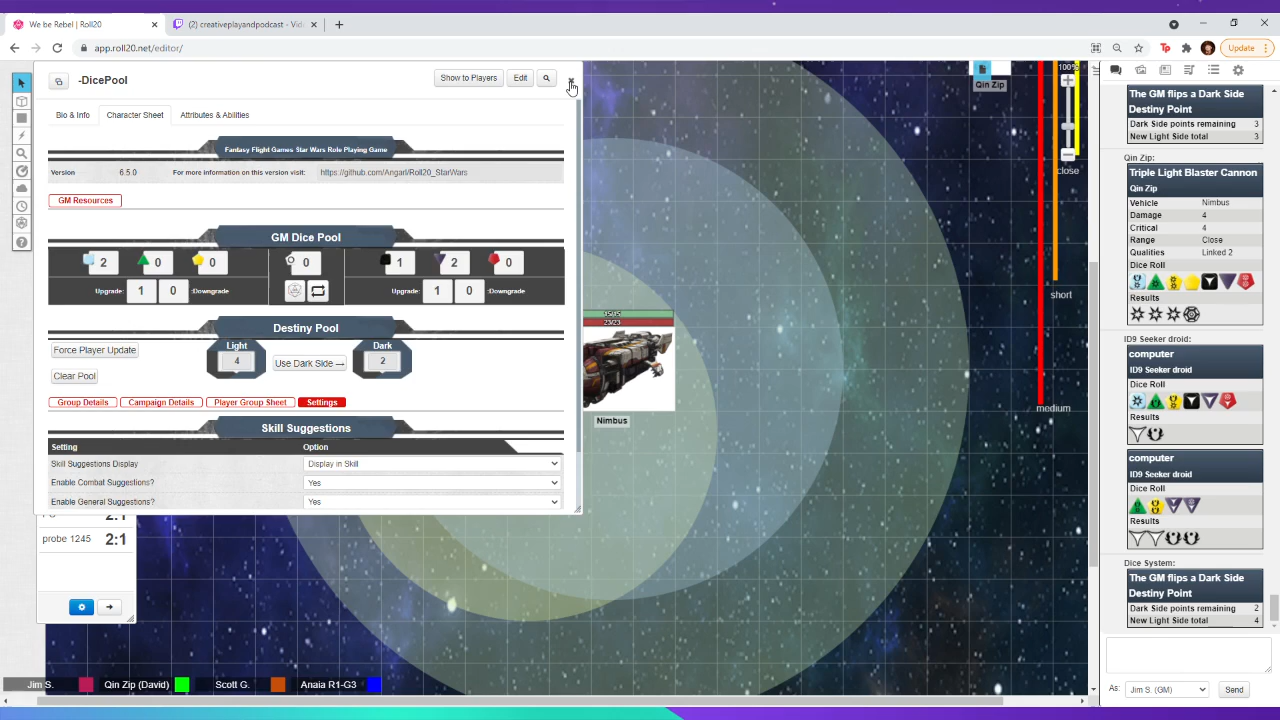 We be Rebel | Roll20
(2) creativeplayandpodcast - Vid
app.roll20.net/editor/
Tp
Update
-DicePool
Show to Players
Edit
Bio & Info
Character Sheet
Attributes & Abilities
Fantasy Flight Games Star Wars Role Playing Game
Version 6.5.0 For more information on this version visit: https://github.com/Angarl/Roll20_StarWars
GM Resources
GM Dice Pool
2 0 0 0 1 2 0
Upgrade: 1 0 :Downgrade Upgrade: 1 0 :Downgrade
Destiny Pool
Force Player Update
Light
Dark
4
Use Dark Side →
2
Clear Pool
Group Details
Campaign Details
Player Group Sheet
Settings
Skill Suggestions
Setting Option
Skill Suggestions Display Display in Skill
Enable Combat Suggestions? Yes
Enable General Suggestions? Yes
2:1
probe 1245 2:1
23/23
Nimbus
Qin Zip
100%
close
short
medium
Jim S.
Qin Zip (David)
Scott G.
Anaia R1-G3
The GM flips a Dark Side
Destiny Point
Dark Side points remaining 3
New Light Side total 3
Qin Zip:
Triple Light Blaster Cannon
Qin Zip
Vehicle Nimbus
Damage 4
Critical 4
Range Close
Qualities Linked 2
Dice Roll
Results
ID9 Seeker droid:
computer
ID9 Seeker droid
Dice Roll
Results
computer
ID9 Seeker droid
Dice Roll
Results
Dice System:
The GM flips a Dark Side
Destiny Point
Dark Side points remaining 2
New Light Side total 4
As: Jim S. (GM) Send